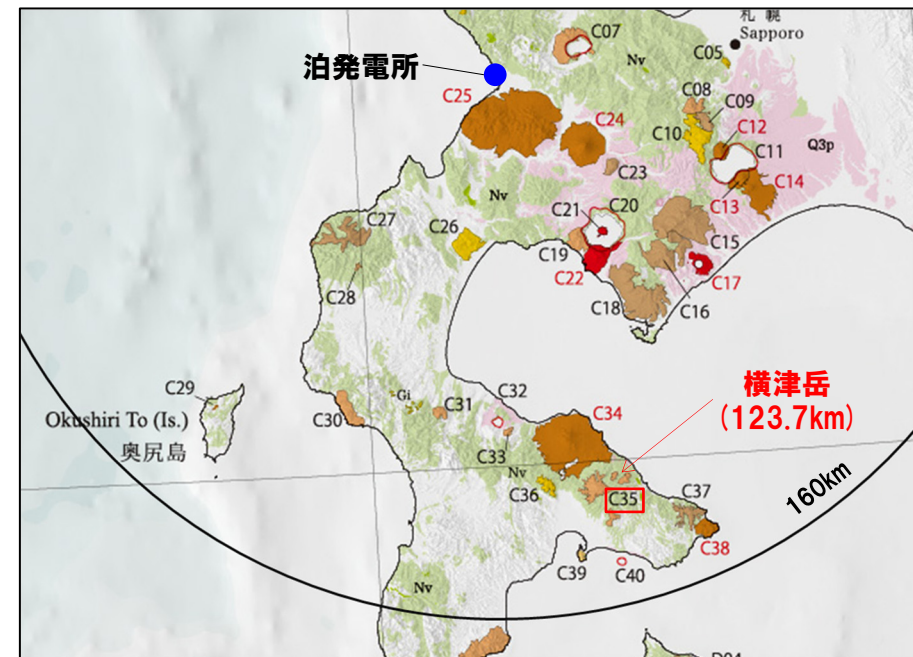 札幌
Sapporo
C07
C05
Nv
泊発電所
C25
C08
C09
C24
C10
C12
C11
Q3p
C23
C14
C13
Nv
C20
C21
C27
C26
C15
C19
C22
C17
C28
C18
C16
C29
横津岳
(123.7km)
Okushiri To (Is.)
奥尻島
C30
Gi
C31
C32
C34
C33
Nv
C36
C35
C37
160km
C38
C39
C40
Nv
D04